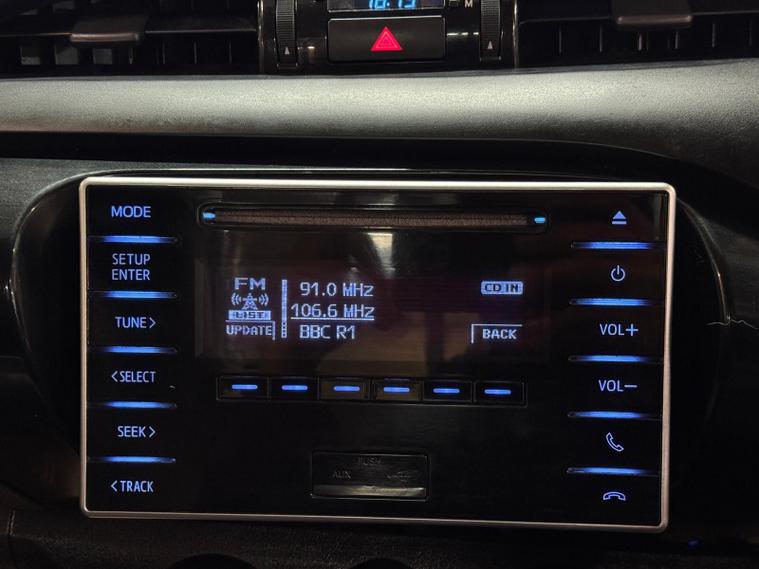 M
MODE
SETUP
ENTER
TUNE>
<SELECT
SEEK>
<TRACK
FM
LIST
UPDATE
91.0 MHz
106.6 MHz
BBC R1
CD IN
BACK
VOL+
VOL−
PUSH
AUX